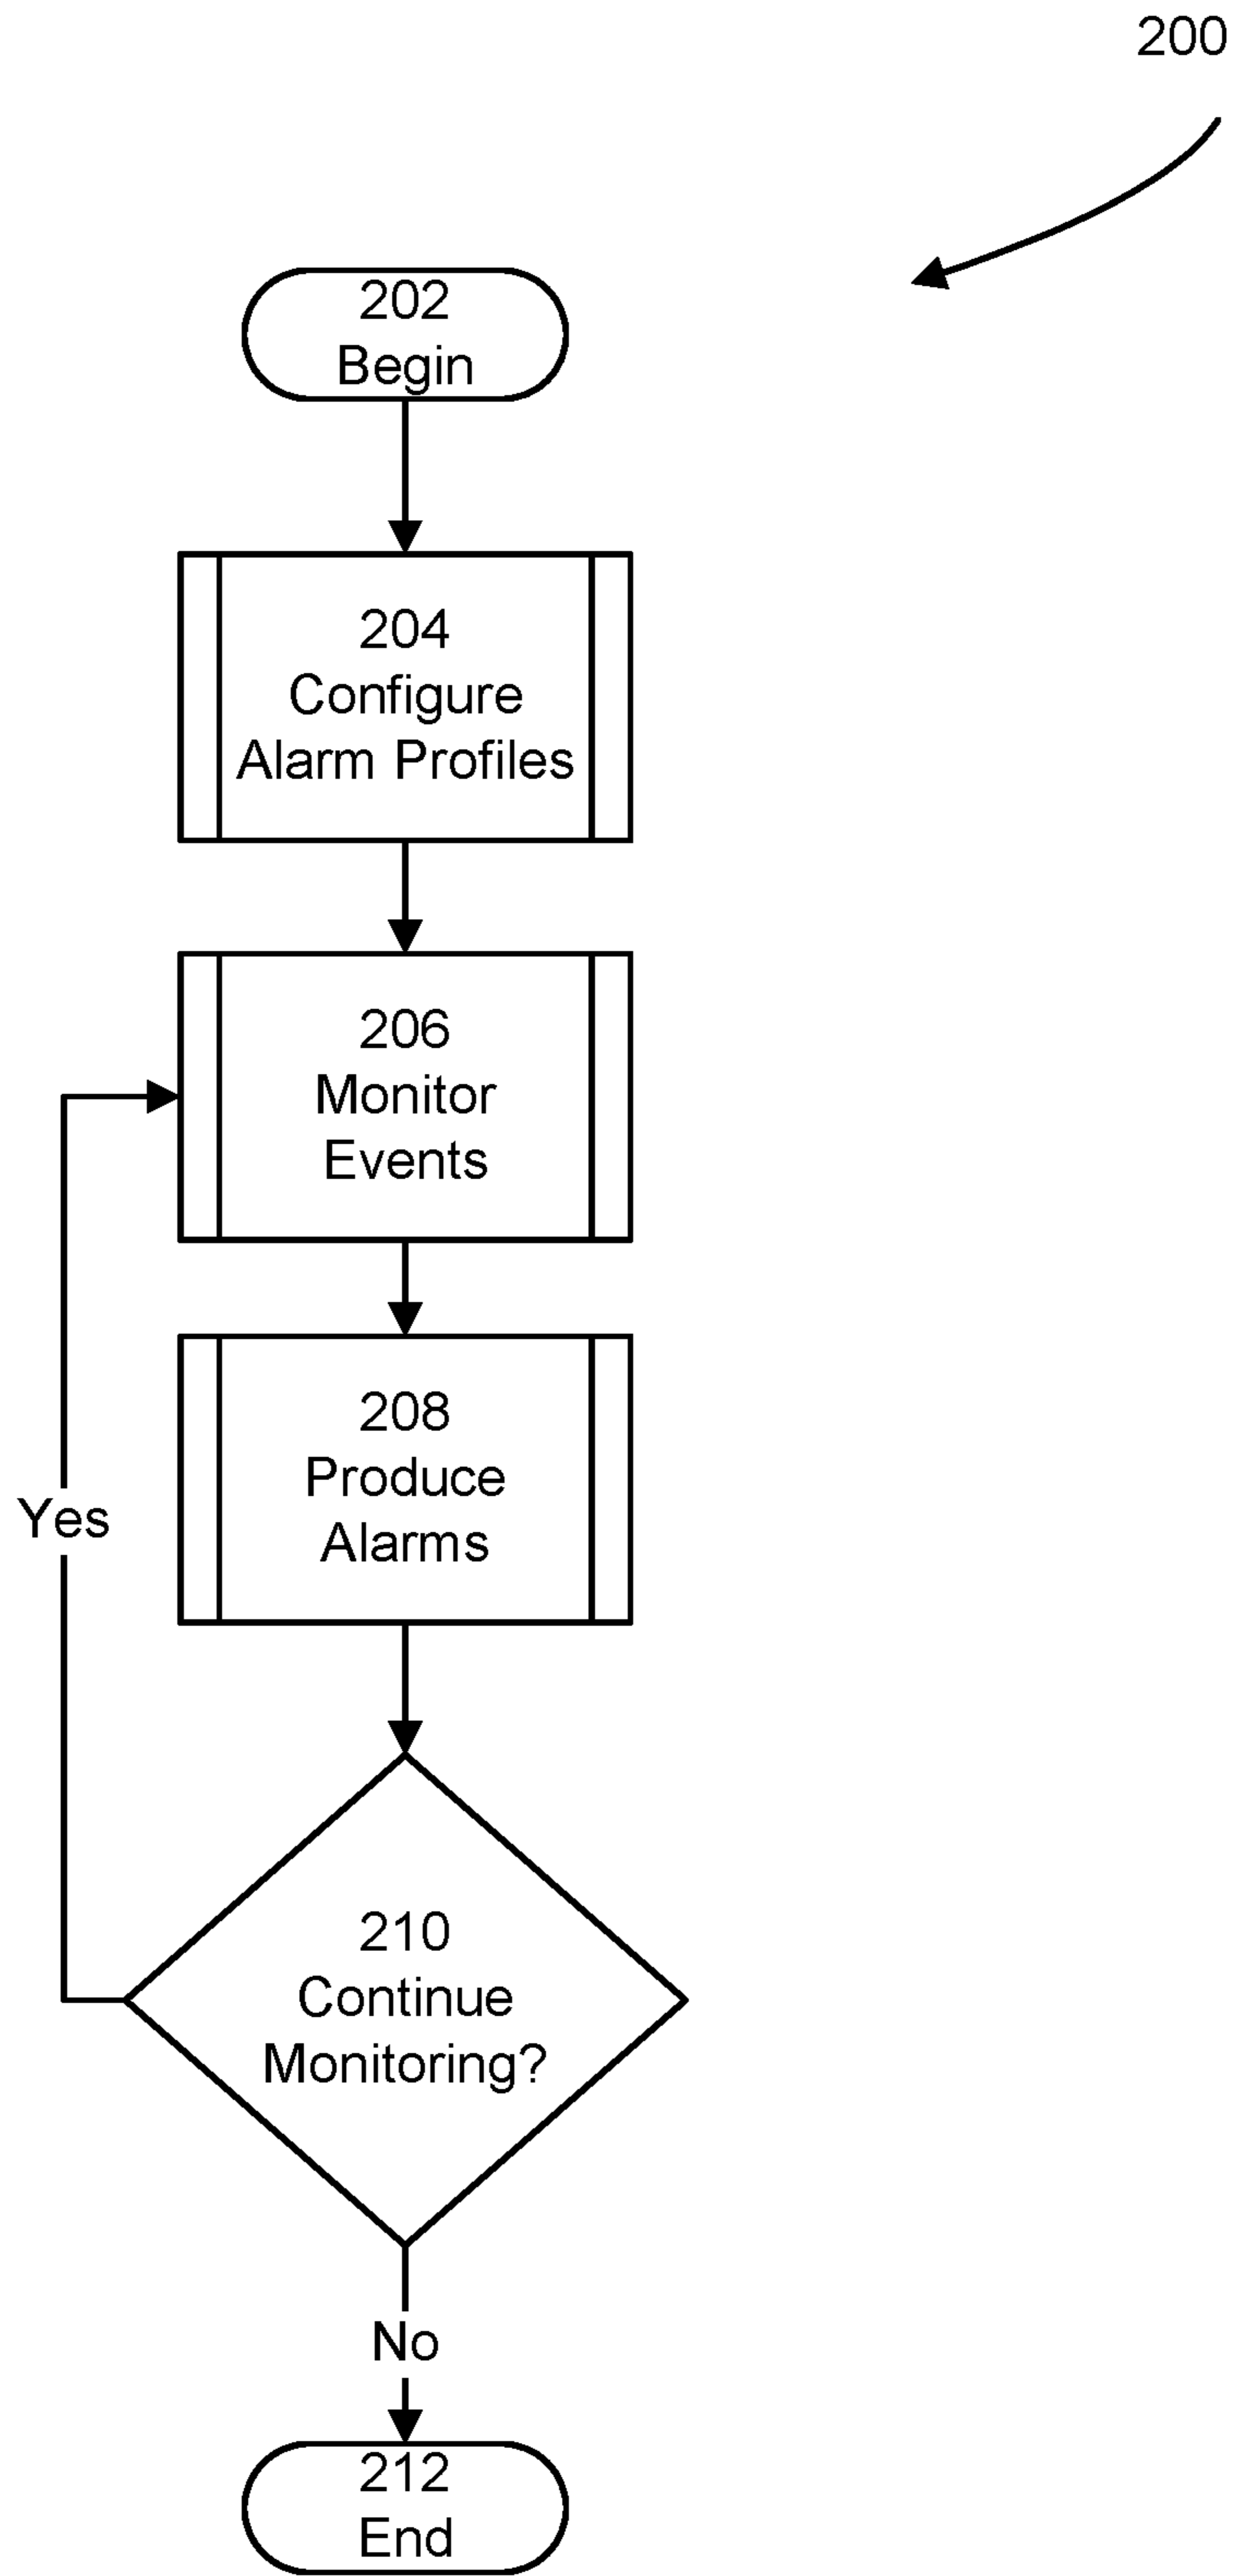 200
202
Begin
204
Configure
Alarm Profiles
206
Monitor
Events
208
Produce
Alarms
Yes
210
Continue
Monitoring?
No
212
End